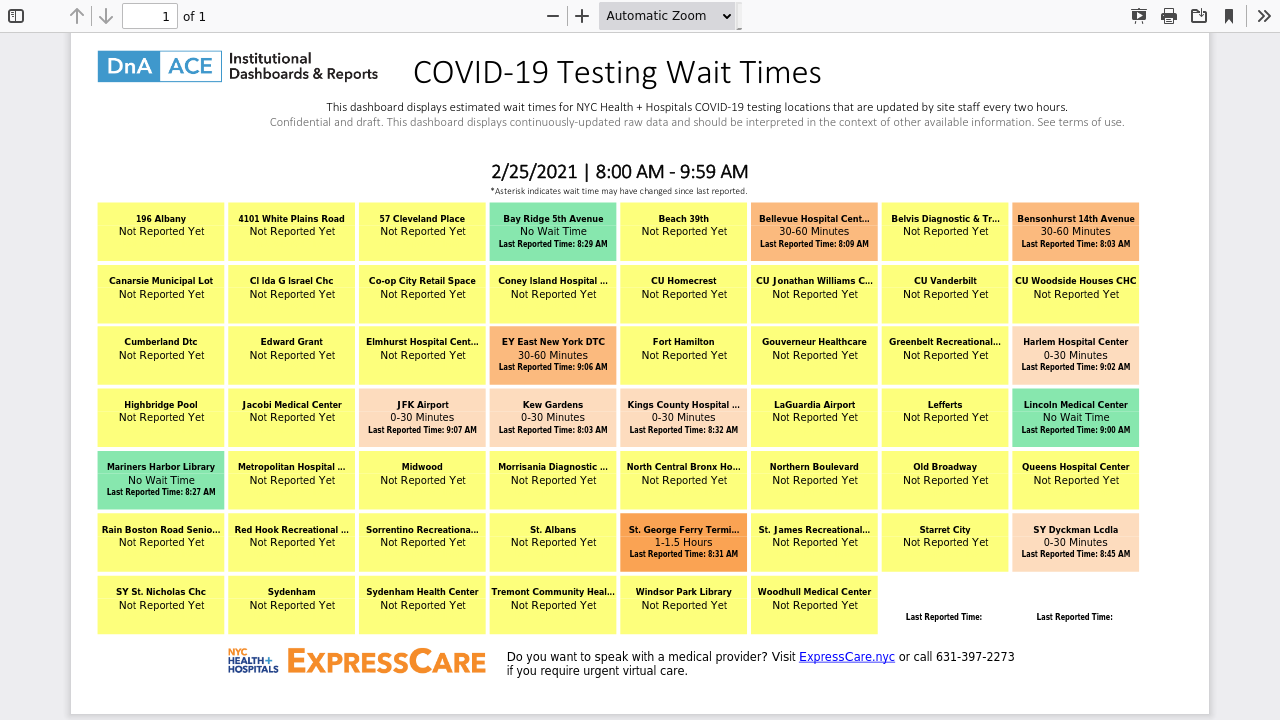 1 of 1 Automatic Zoom
DnA ACE Institutional
Dashboards & Reports
COVID-19 Testing Wait Times
This dashboard displays estimated wait times for NYC Health + Hospitals COVID-19 testing locations that are updated by site staff every two hours.
Confidential and draft. This dashboard displays continuously-updated raw data and should be interpreted in the context of other available information. See terms of use.
2/25/2021 | 8:00 AM - 9:59 AM
*Asterisk indicates wait time may have changed since last reported.
196 Albany
Not Reported Yet
4101 White Plains Road
Not Reported Yet
57 Cleveland Place
Not Reported Yet
Bay Ridge 5th Avenue
No Wait Time
Last Reported Time: 8:29 AM
Beach 39th
Not Reported Yet
Bellevue Hospital Cent...
30-60 Minutes
Last Reported Time: 8:09 AM
Belvis Diagnostic & Tr...
Not Reported Yet
Bensonhurst 14th Avenue
30-60 Minutes
Last Reported Time: 8:03 AM
Canarsie Municipal Lot
Not Reported Yet
CI Ida G Israel Chc
Not Reported Yet
Co-op City Retail Space
Not Reported Yet
Coney Island Hospital ...
Not Reported Yet
CU Homecrest
Not Reported Yet
CU Jonathan Williams C...
Not Reported Yet
CU Vanderbilt
Not Reported Yet
CU Woodside Houses CHC
Not Reported Yet
Cumberland Dtc
Not Reported Yet
Edward Grant
Not Reported Yet
Elmhurst Hospital Cent...
Not Reported Yet
EY East New York DTC
30-60 Minutes
Last Reported Time: 9:06 AM
Fort Hamilton
Not Reported Yet
Gouverneur Healthcare
Not Reported Yet
Greenbelt Recreational...
Not Reported Yet
Harlem Hospital Center
0-30 Minutes
Last Reported Time: 9:02 AM
Highbridge Pool
Not Reported Yet
Jacobi Medical Center
Not Reported Yet
JFK Airport
0-30 Minutes
Last Reported Time: 9:07 AM
Kew Gardens
0-30 Minutes
Last Reported Time: 8:03 AM
Kings County Hospital ...
0-30 Minutes
Last Reported Time: 8:32 AM
LaGuardia Airport
Not Reported Yet
Lefferts
Not Reported Yet
Lincoln Medical Center
No Wait Time
Last Reported Time: 9:00 AM
Mariners Harbor Library
No Wait Time
Last Reported Time: 8:27 AM
Metropolitan Hospital ...
Not Reported Yet
Midwood
Not Reported Yet
Morrisania Diagnostic ...
Not Reported Yet
North Central Bronx Ho...
Not Reported Yet
Northern Boulevard
Not Reported Yet
Old Broadway
Not Reported Yet
Queens Hospital Center
Not Reported Yet
Rain Boston Road Senio...
Not Reported Yet
Red Hook Recreational ...
Not Reported Yet
Sorrentino Recreationa...
Not Reported Yet
St. Albans
Not Reported Yet
St. George Ferry Termi...
1-1.5 Hours
Last Reported Time: 8:31 AM
St. James Recreational...
Not Reported Yet
Starret City
Not Reported Yet
SY Dyckman Lcdla
0-30 Minutes
Last Reported Time: 8:45 AM
SY St. Nicholas Chc
Not Reported Yet
Sydenham
Not Reported Yet
Sydenham Health Center
Not Reported Yet
Tremont Community Heal...
Not Reported Yet
Windsor Park Library
Not Reported Yet
Woodhull Medical Center
Not Reported Yet
Last Reported Time:
Last Reported Time:
NYC
HEALTH+
HOSPITALS
EXPRESSCARE
Do you want to speak with a medical provider? Visit ExpressCare.nyc or call 631-397-2273
if you require urgent virtual care.